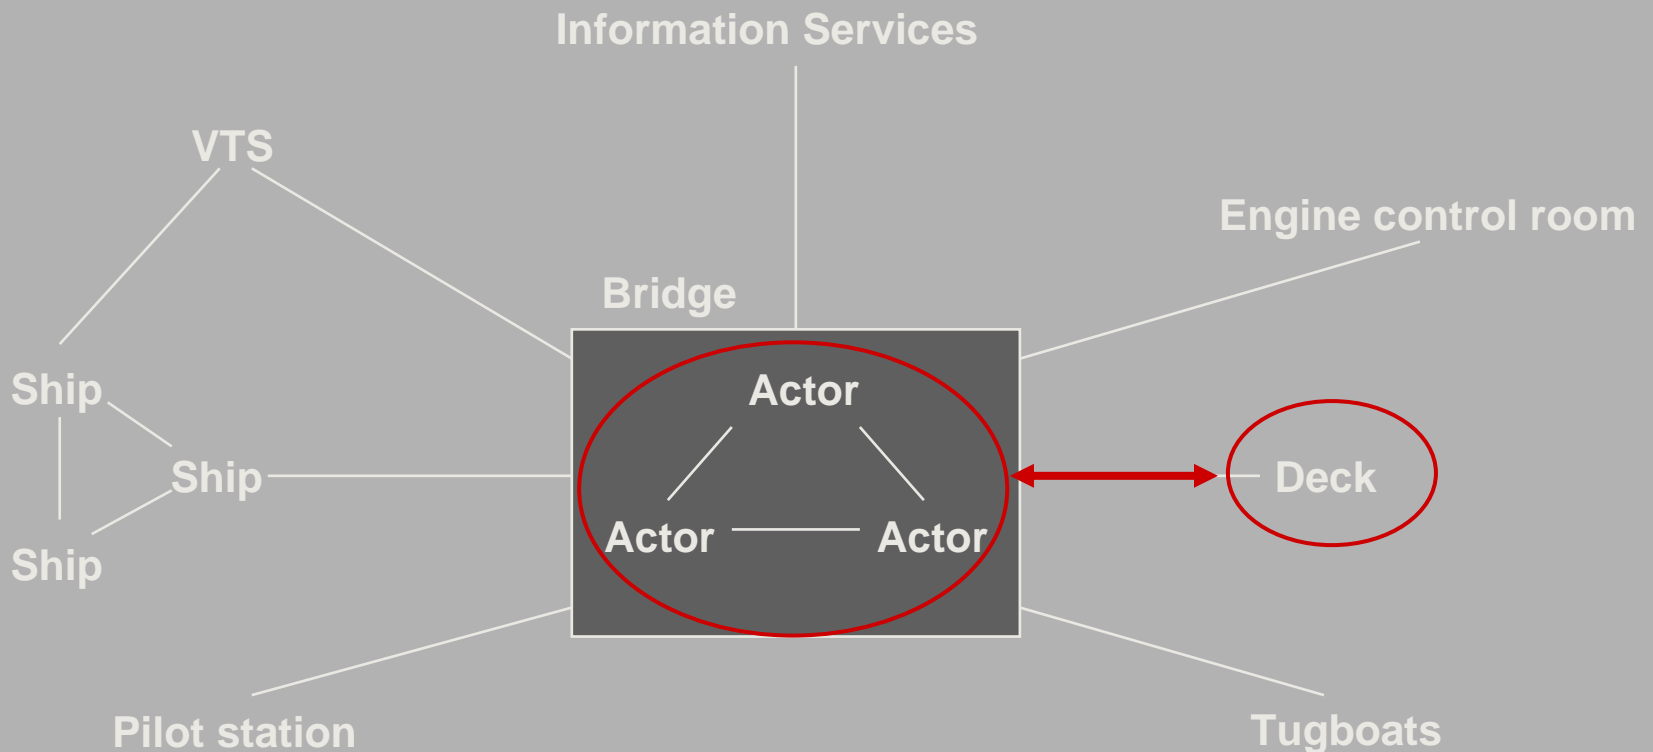 Information Services
VTS
Engine control room
Bridge
Ship
Actor
Ship
Deck
Actor
Actor
Ship
Pilot station
Tugboats